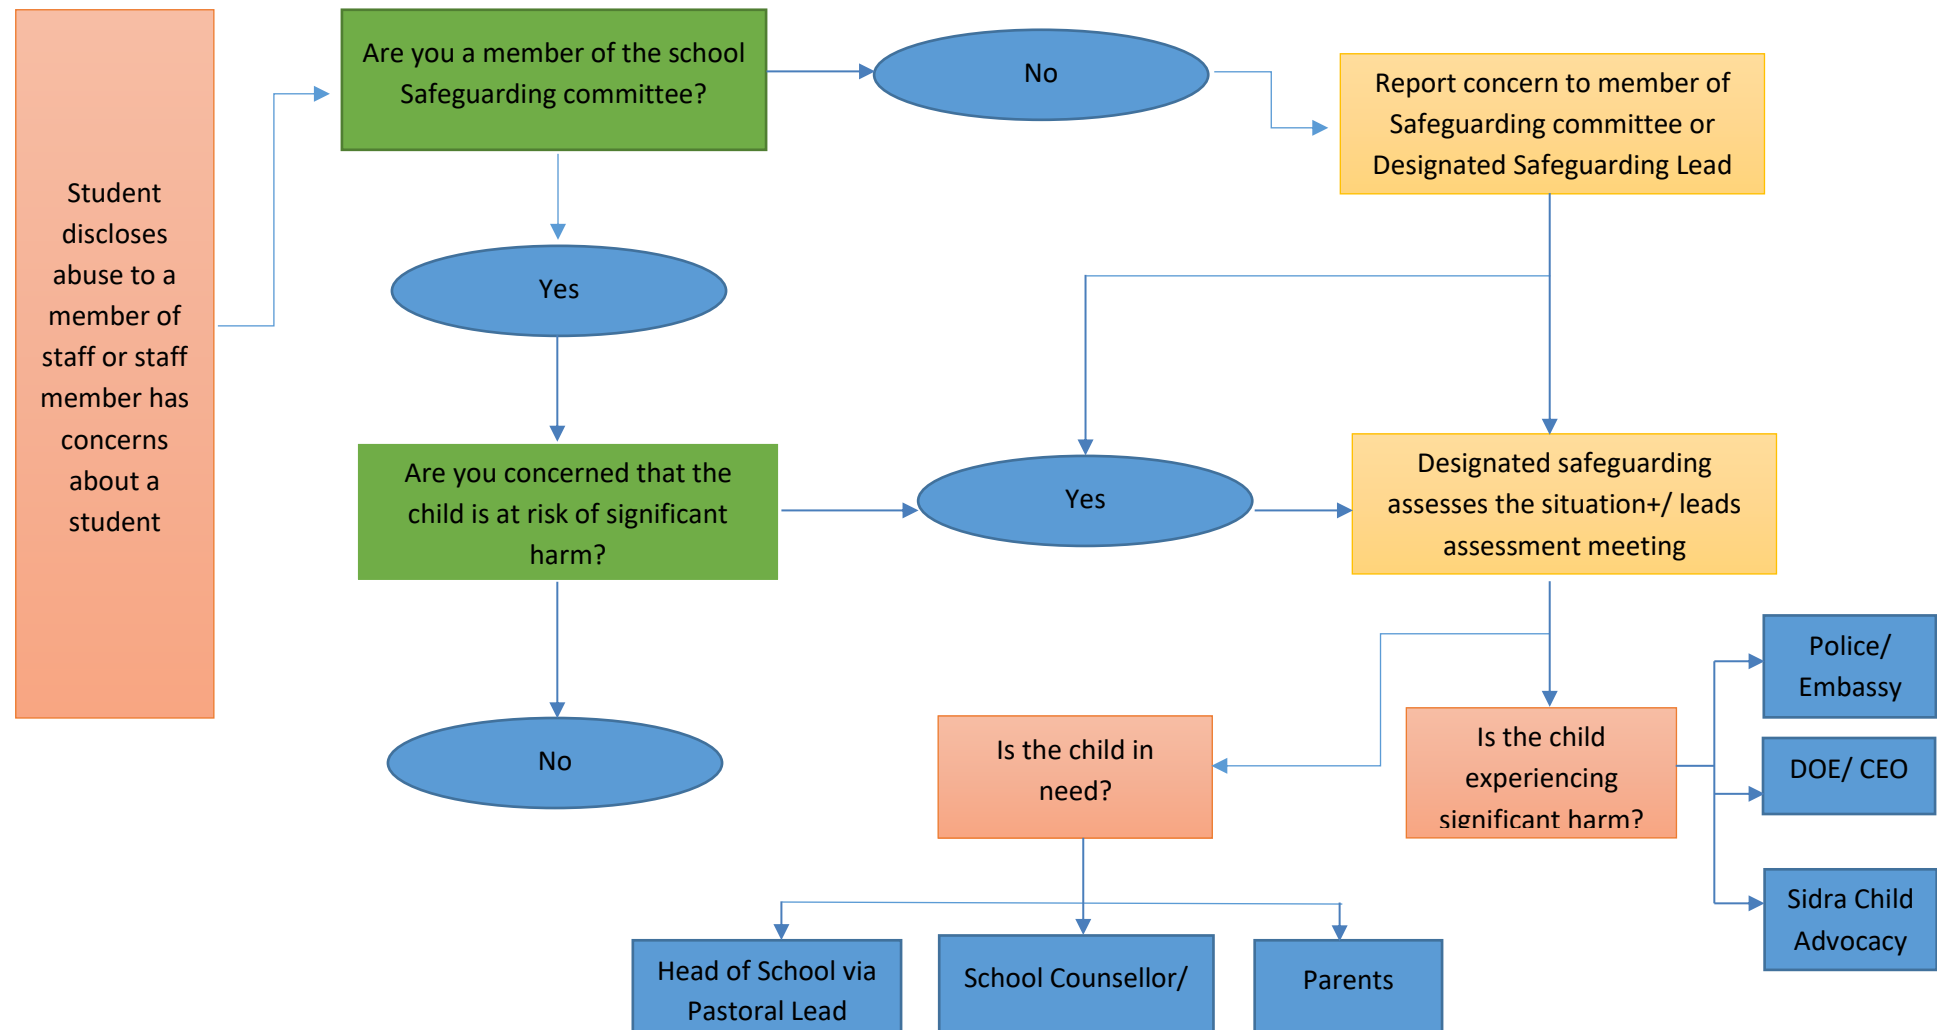 Student
discloses
abuse to a
member of
staff or staff
member has
concerns
about a
student
Are you a member of the school
Safeguarding committee?
No
Report concern to member of
Safeguarding committee or
Designated Safeguarding Lead
Yes
Are you concerned that the
child is at risk of significant
harm?
Yes
Designated safeguarding
assesses the situation+/ leads
assessment meeting
No
Is the child in
need?
Is the child
experiencing
significant harm?
Police/
Embassy
DOE/ CEO
Sidra Child
Advocacy
Head of School via
Pastoral Lead
School Counsellor/
Parents